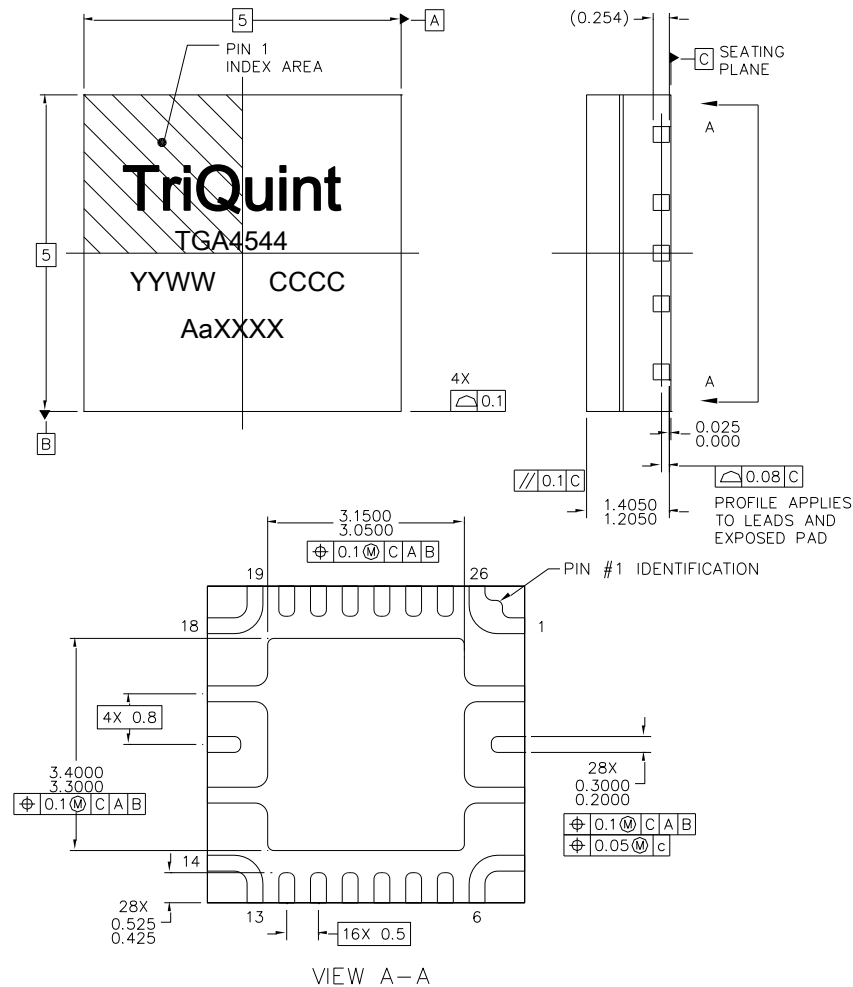 5
A
PIN 1
INDEX AREA
(0.254)
C
SEATING
PLANE
A
TriQuint
TGA4544
5
YYWW CCCC
AaXXXX
4X
0.1
B
A
0.025
0.000
// 0.1 C
0.08 C
1.4050
1.2050
PROFILE APPLIES
TO LEADS AND
EXPOSED PAD
3.1500
3.0500
⌖ 0.1 Ⓜ C A B
19
26
PIN #1 IDENTIFICATION
18
1
4X 0.8
3.4000
3.3000
⌖ 0.1 Ⓜ C A B
28X
0.3000
0.2000
⌖ 0.1 Ⓜ C A B
⌖ 0.05 Ⓜ c
14
28X
0.525
0.425
13
6
16X 0.5
VIEW A-A